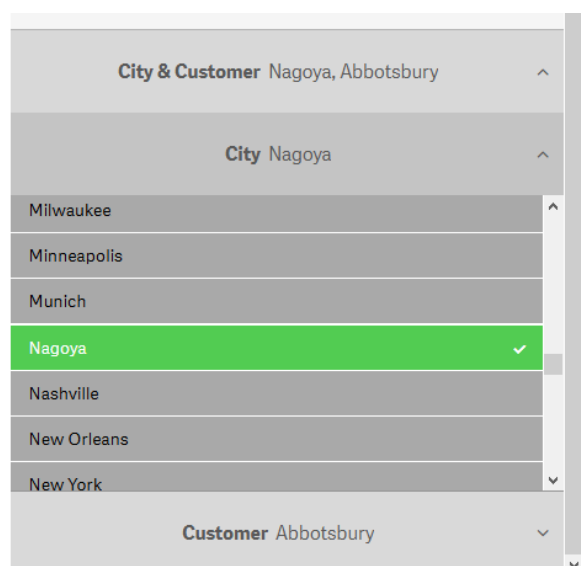 City & Customer Nagoya, Abbotsbury
City Nagoya
Milwaukee
Minneapolis
Munich
Nagoya
Nashville
New Orleans
New York
Customer Abbotsbury